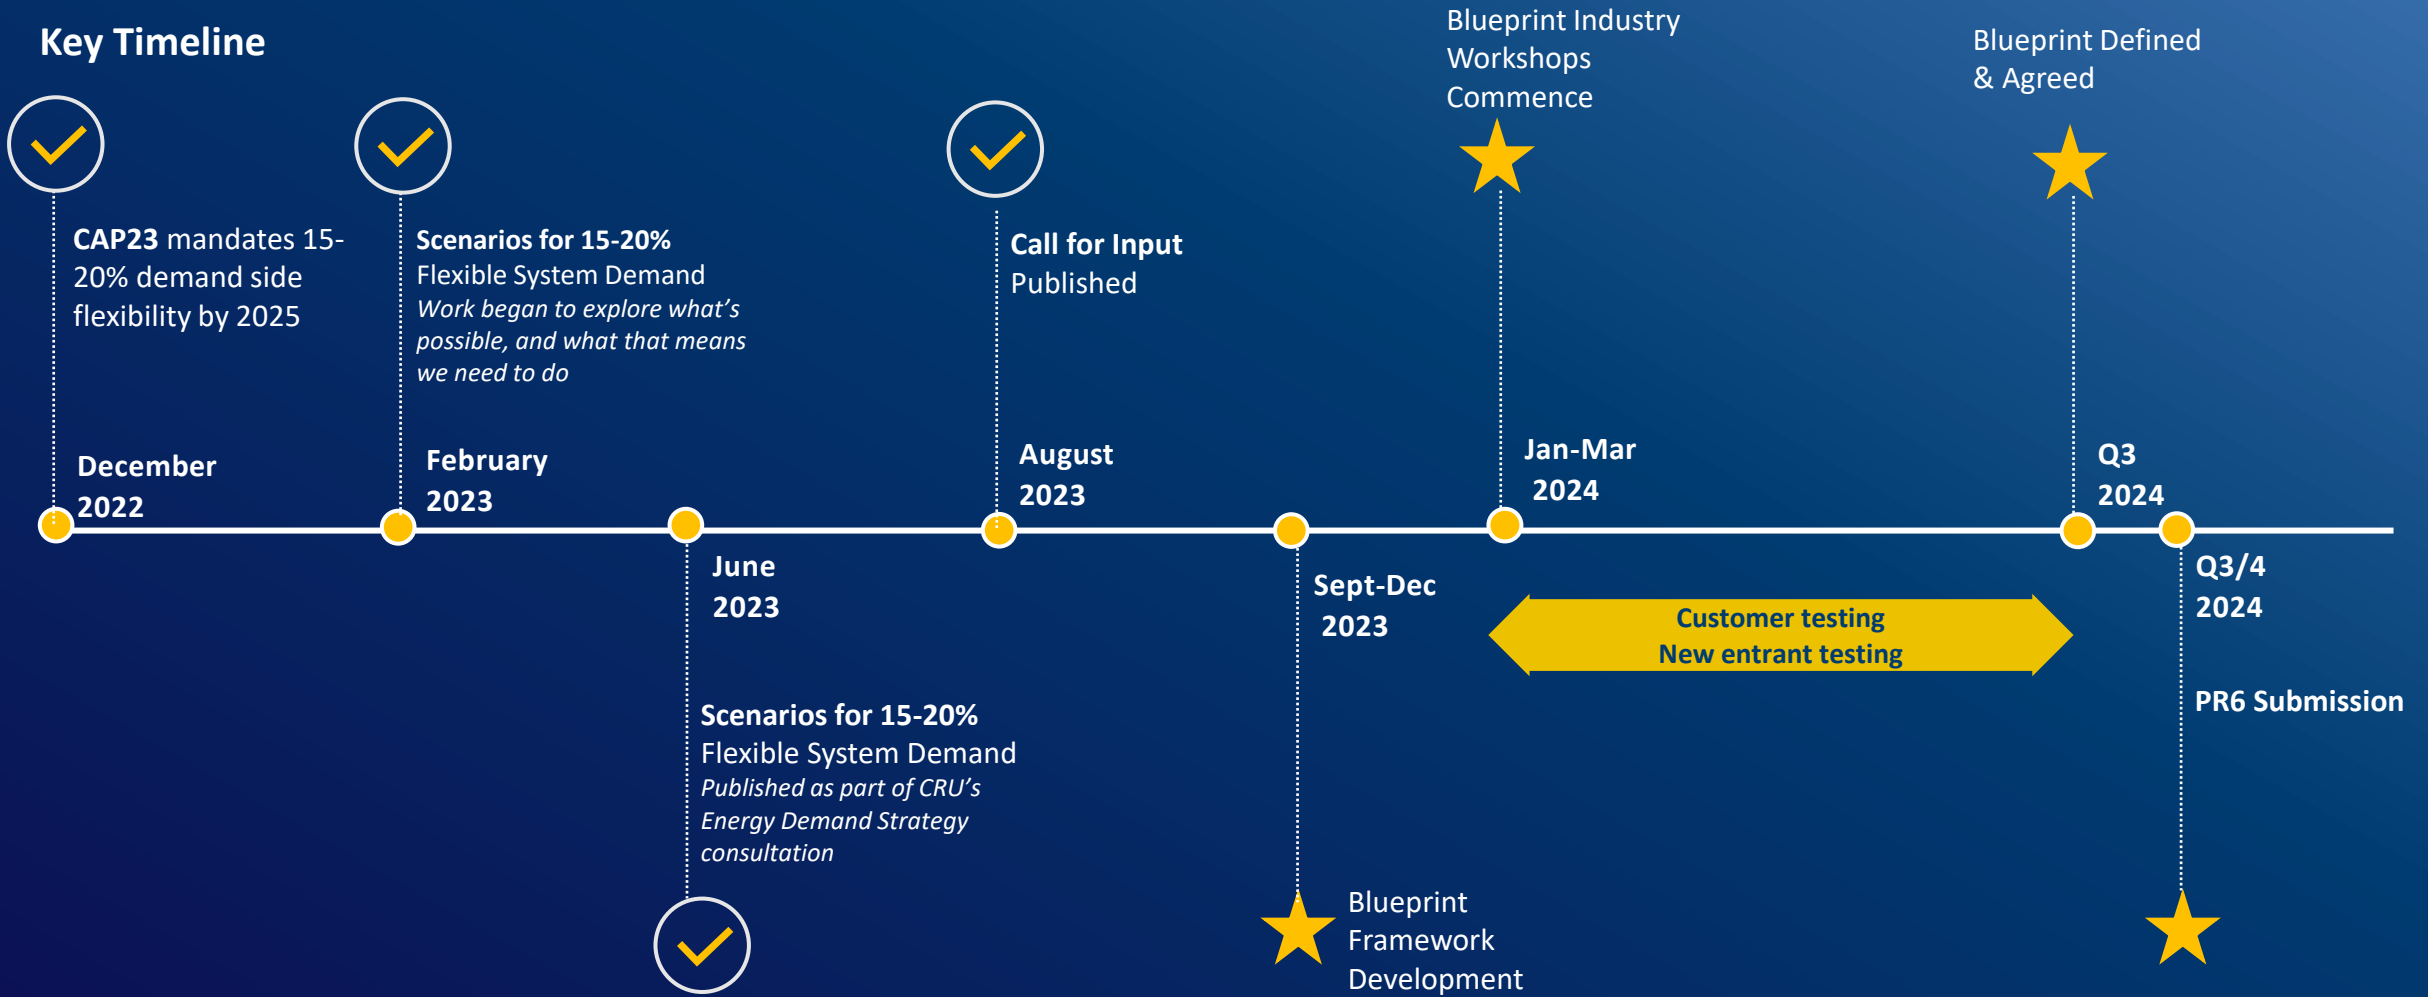 Key Timeline
CAP23 mandates 15-
20% demand side
flexibility by 2025
December
2022
Scenarios for 15-20%
Flexible System Demand
Work began to explore what's
possible, and what that means
we need to do
February
2023
June
2023
Scenarios for 15-20%
Flexible System Demand
Published as part of CRU's
Energy Demand Strategy
consultation
Call for Input
Published
August
2023
Sept-Dec
2023
Blueprint
Framework
Development
Blueprint Industry
Workshops
Commence
Jan-Mar
2024
Customer testing
New entrant testing
Blueprint Defined
& Agreed
Q3
2024
Q3/4
2024
PR6 Submission